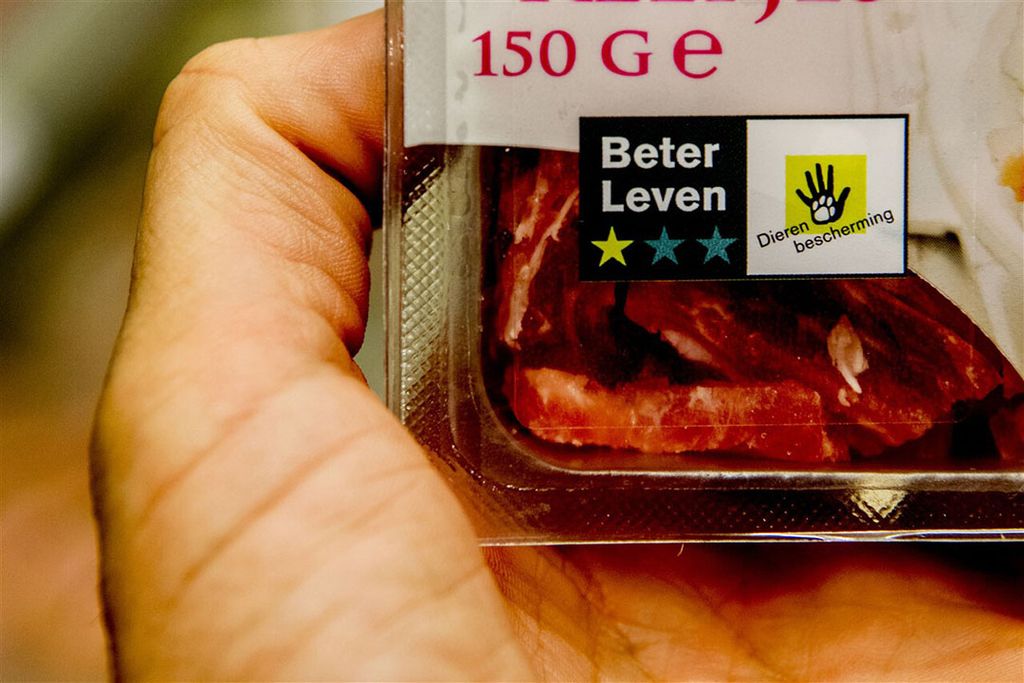 150 G e
Beter
Leven
Dieren
bescherming